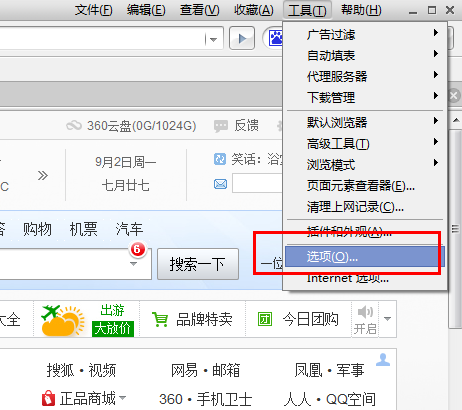 文件(F) 编辑(E) 查看(V) 收藏(A) 工具(T) 帮助(H)
广告过滤
自动填表
代理服务器
下载管理
默认浏览器
高级工具(T)
浏览模式
页面元素查看器(E)...
清理上网记录(C)...
插件和外观(A)...
选项(O)...
Internet 选项...
360云盘(0G/1024G) 反馈
9月2日周一 笑话：浴室
C 七月廿七
购物 机票 汽车
6
搜索一下 一位
大全 出游 大放价 品牌特卖 团 今日团购 开启
搜狐·视频 网易·邮箱 凤凰·军事
正品商城 360·手机卫士 人人·QQ空间